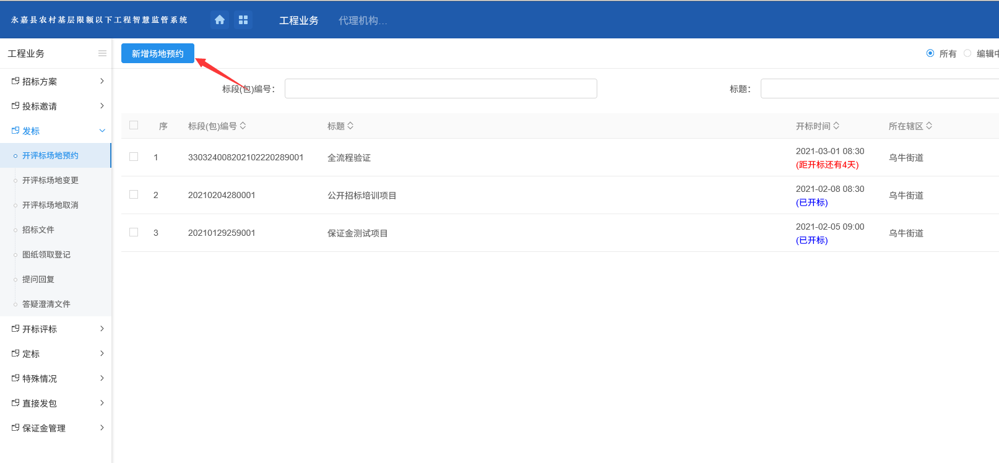 永嘉县农村基层限额以下工程智慧监管系统
工程业务
代理机构...
工程业务
新增场地预约
所有
编辑中
招标方案
标段(包)编号：
标题：
投标邀请
发标
序
标段(包)编号
标题
开标时间
所在辖区
开评标场地预约
1
330324008202102220289001
全流程验证
2021-03-01 08:30
(距开标还有4天)
乌牛街道
开评标场地变更
2
20210204280001
公开招标培训项目
2021-02-08 08:30
(已开标)
乌牛街道
开评标场地取消
招标文件
3
20210129259001
保证金测试项目
2021-02-05 09:00
(已开标)
乌牛街道
图纸领取登记
提问回复
答疑澄清文件
开标评标
定标
特殊情况
直接发包
保证金管理